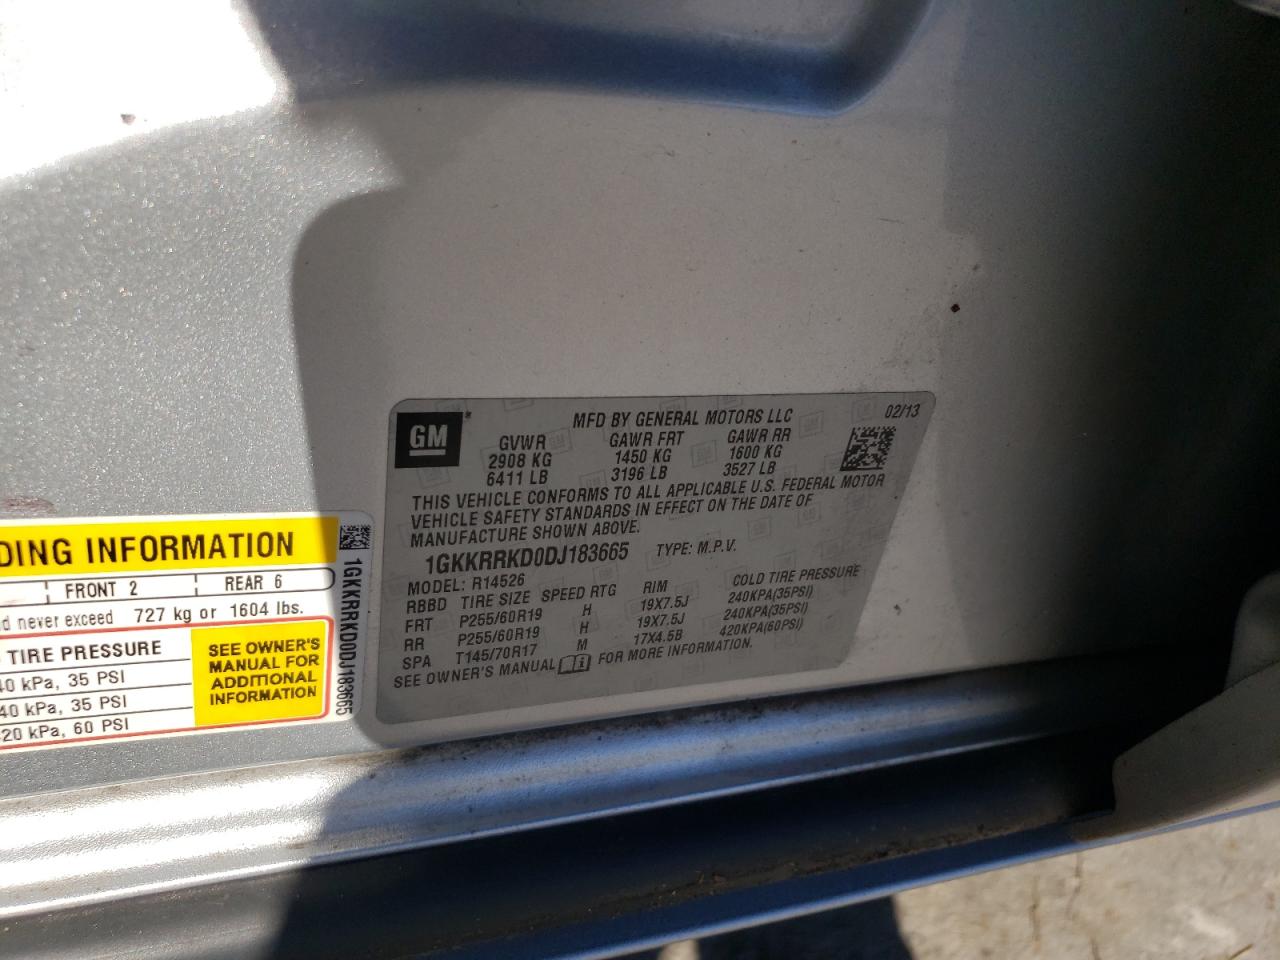 GM
MFD BY GENERAL MOTORS LLC
02/13
GVWR GAWR FRT GAWR RR
2908 KG 1450 KG 1600 KG
6411 LB 3196 LB 3527 LB
THIS VEHICLE CONFORMS TO ALL APPLICABLE U.S. FEDERAL MOTOR
VEHICLE SAFETY STANDARDS IN EFFECT ON THE DATE OF
MANUFACTURE SHOWN ABOVE.
1GKKRRKD0DJ183665 TYPE: M.P.V.
MODEL: R14526
RBBD TIRE SIZE SPEED RTG RIM COLD TIRE PRESSURE
FRT P255/60R19 H 19X7.5J 240KPA(35PSI)
RR P255/60R19 H 19X7.5J 240KPA(35PSI)
SPA T145/70R17 M 17X4.5B 420KPA(60PSI)
SEE OWNER'S MANUAL FOR MORE INFORMATION.
DING INFORMATION
FRONT 2 REAR 6
never exceed 727 kg or 1604 lbs.
TIRE PRESSURE
40 kPa, 35 PSI
40 kPa, 35 PSI
20 kPa, 60 PSI
SEE OWNER'S
MANUAL FOR
ADDITIONAL
INFORMATION
1GKKRRKD0DJ183665